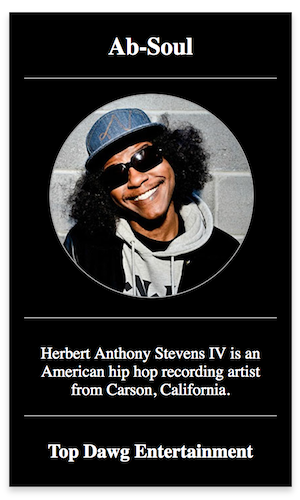 Ab-Soul
Herbert Anthony Stevens IV is an
American hip hop recording artist
from Carson, California.
Top Dawg Entertainment